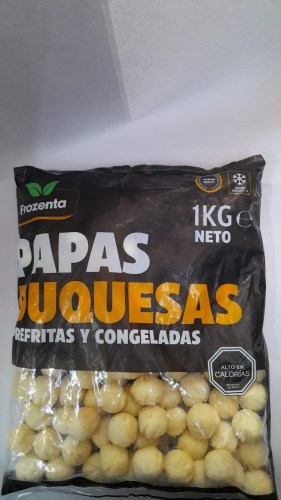 Frozenta
1KG e
NETO
PAPAS
DUQUESAS
PREFRITAS Y CONGELADAS
ALTO EN
CALORÍAS